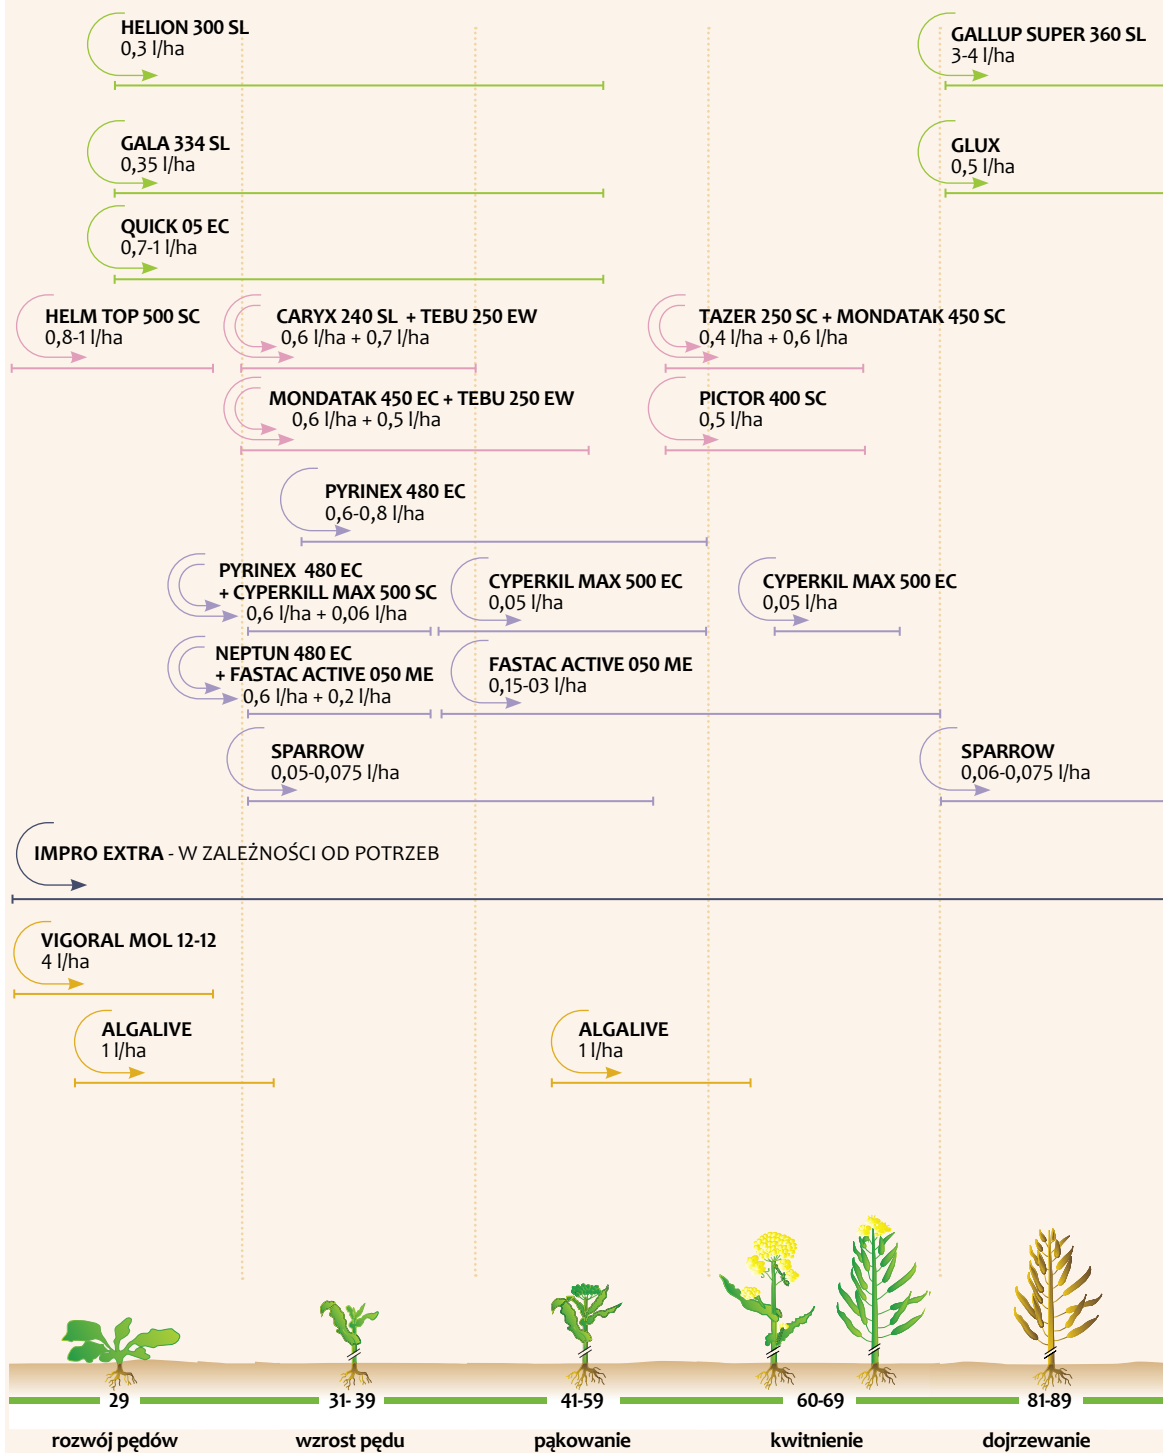 HELION 300 SL
0,3 l/ha
GALLUP SUPER 360 SL
3-4 l/ha
GALA 334 SL
0,35 l/ha
GLUX
0,5 l/ha
QUICK 05 EC
0,7-1 l/ha
HELM TOP 500 SC
0,8-1 l/ha
CARYX 240 SL + TEBU 250 EW
0,6 l/ha + 0,7 l/ha
TAZER 250 SC + MONDATAK 450 SC
0,4 l/ha + 0,6 l/ha
MONDATAK 450 EC + TEBU 250 EW
0,6 l/ha + 0,5 l/ha
PICTOR 400 SC
0,5 l/ha
PYRINEX 480 EC
0,6-0,8 l/ha
PYRINEX 480 EC
+ CYPERKILL MAX 500 SC
0,6 l/ha + 0,06 l/ha
CYPERKIL MAX 500 EC
0,05 l/ha
CYPERKIL MAX 500 EC
0,05 l/ha
NEPTUN 480 EC
+ FASTAC ACTIVE 050 ME
0,6 l/ha + 0,2 l/ha
FASTAC ACTIVE 050 ME
0,15-03 l/ha
SPARROW
0,05-0,075 l/ha
SPARROW
0,06-0,075 l/ha
IMPRO EXTRA - W ZALEŻNOŚCI OD POTRZEB
VIGORAL MOL 12-12
4 l/ha
ALGALIVE
1 l/ha
ALGALIVE
1 l/ha
29
31- 39
41-59
60-69
81-89
rozwój pędów
wzrost pędu
pąkowanie
kwitnienie
dojrzewanie